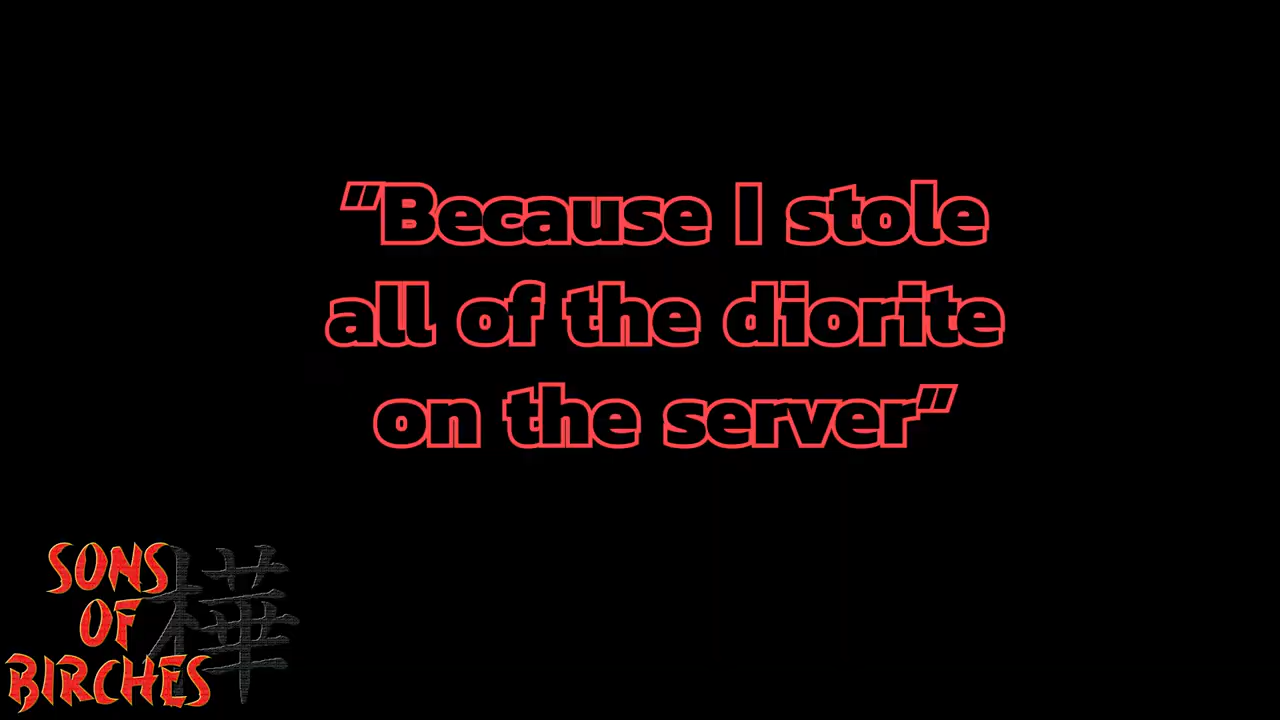 "Because I stole
all of the diorite
on the server"
SONS
OF
BIRCHES
樺